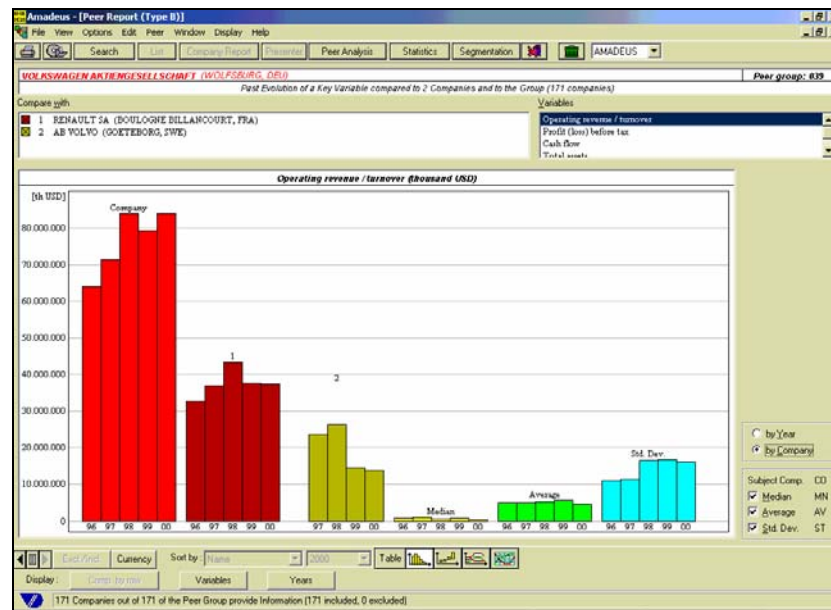 Amadeus - [Peer Report (Type B)]
File View Options Edit Peer Window Display Help
Search List Company Report Presenter Peer Analysis Statistics Segmentation AMADEUS
VOLKSWAGEN AKTIENGESELLSCHAFT (WOLFSBURG, DEU) Peer group: 039
Past Evolution of a Key Variable compared to 2 Companies and to the Group (171 companies)
Compare with Variables
1 RENAULT SA (BOULOGNE BILLANCOURT, FRA)
2 AB VOLVO (GOETEBORG, SWE)
Operating revenue / turnover
Profit (loss) before tax
Cash flow
Total assets
Operating revenue / turnover (thousand USD)
[th USD]
Company
80.000.000
70.000.000
60.000.000
50.000.000
40.000.000
30.000.000
20.000.000
10.000.000
0
1
2
Median
Average
Std. Dev.
96 97 98 99 00 96 97 98 99 00 97 98 99 00 96 97 98 99 00 96 97 98 99 00 96 97 98 99 00
by Year
by Company
Subject Comp. CO
Median MN
Average AV
Std. Dev. ST
Excl./Incl. Currency Sort by: Name 2000 Table
Display: Comp. by row Variables Years
171 Companies out of 171 of the Peer Group provide Information (171 included, 0 excluded)